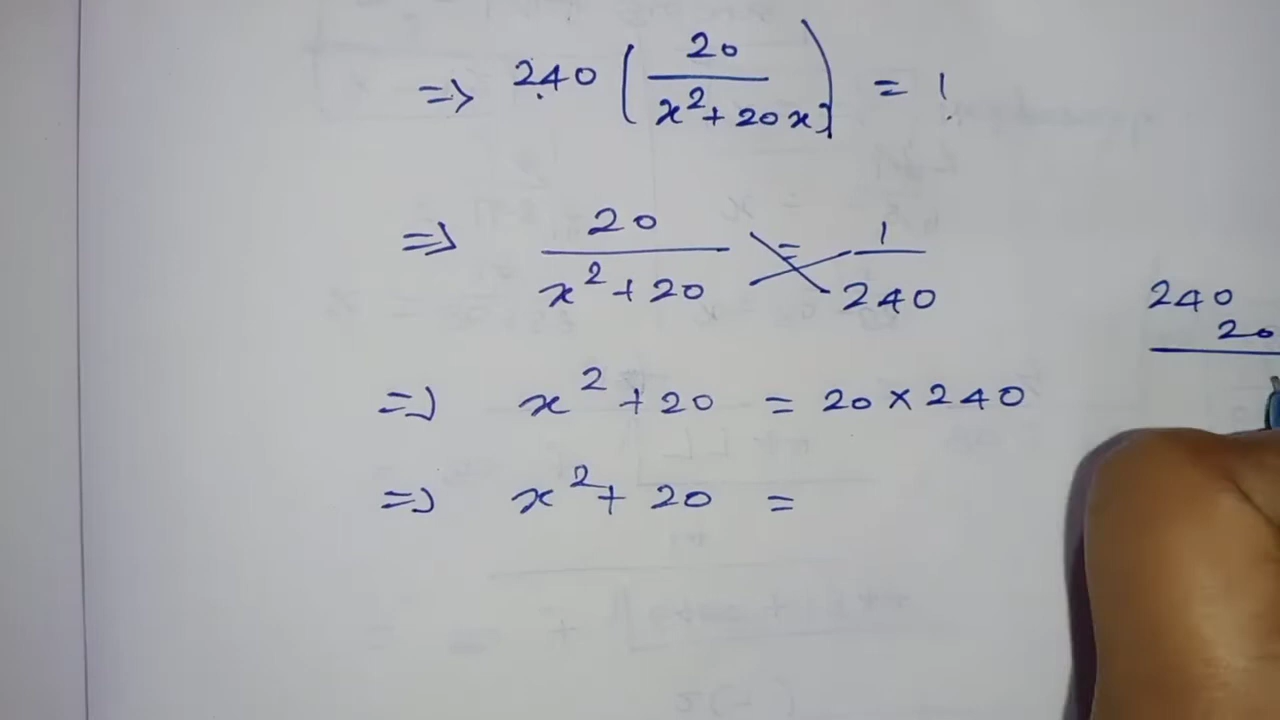 => 240 ( 20 / x² + 20x ) = 1
=> 20 / x² + 20 = 1 / 240
240
20
=> x² + 20 = 20 × 240
=> x² + 20 =